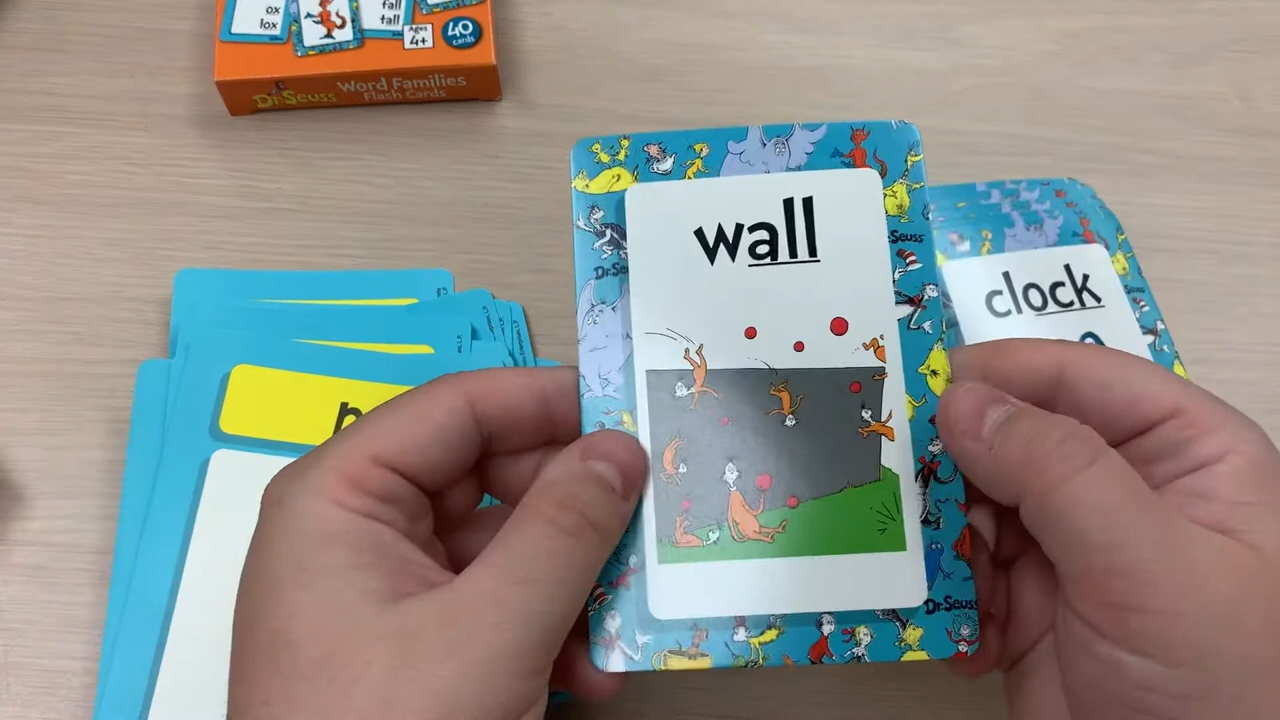 ox
lox
fall
tall
Ages
4+
40
cards
Dr. Seuss
Word Families
Flash Cards
wall
Seuss
clock
Dr. Seuss